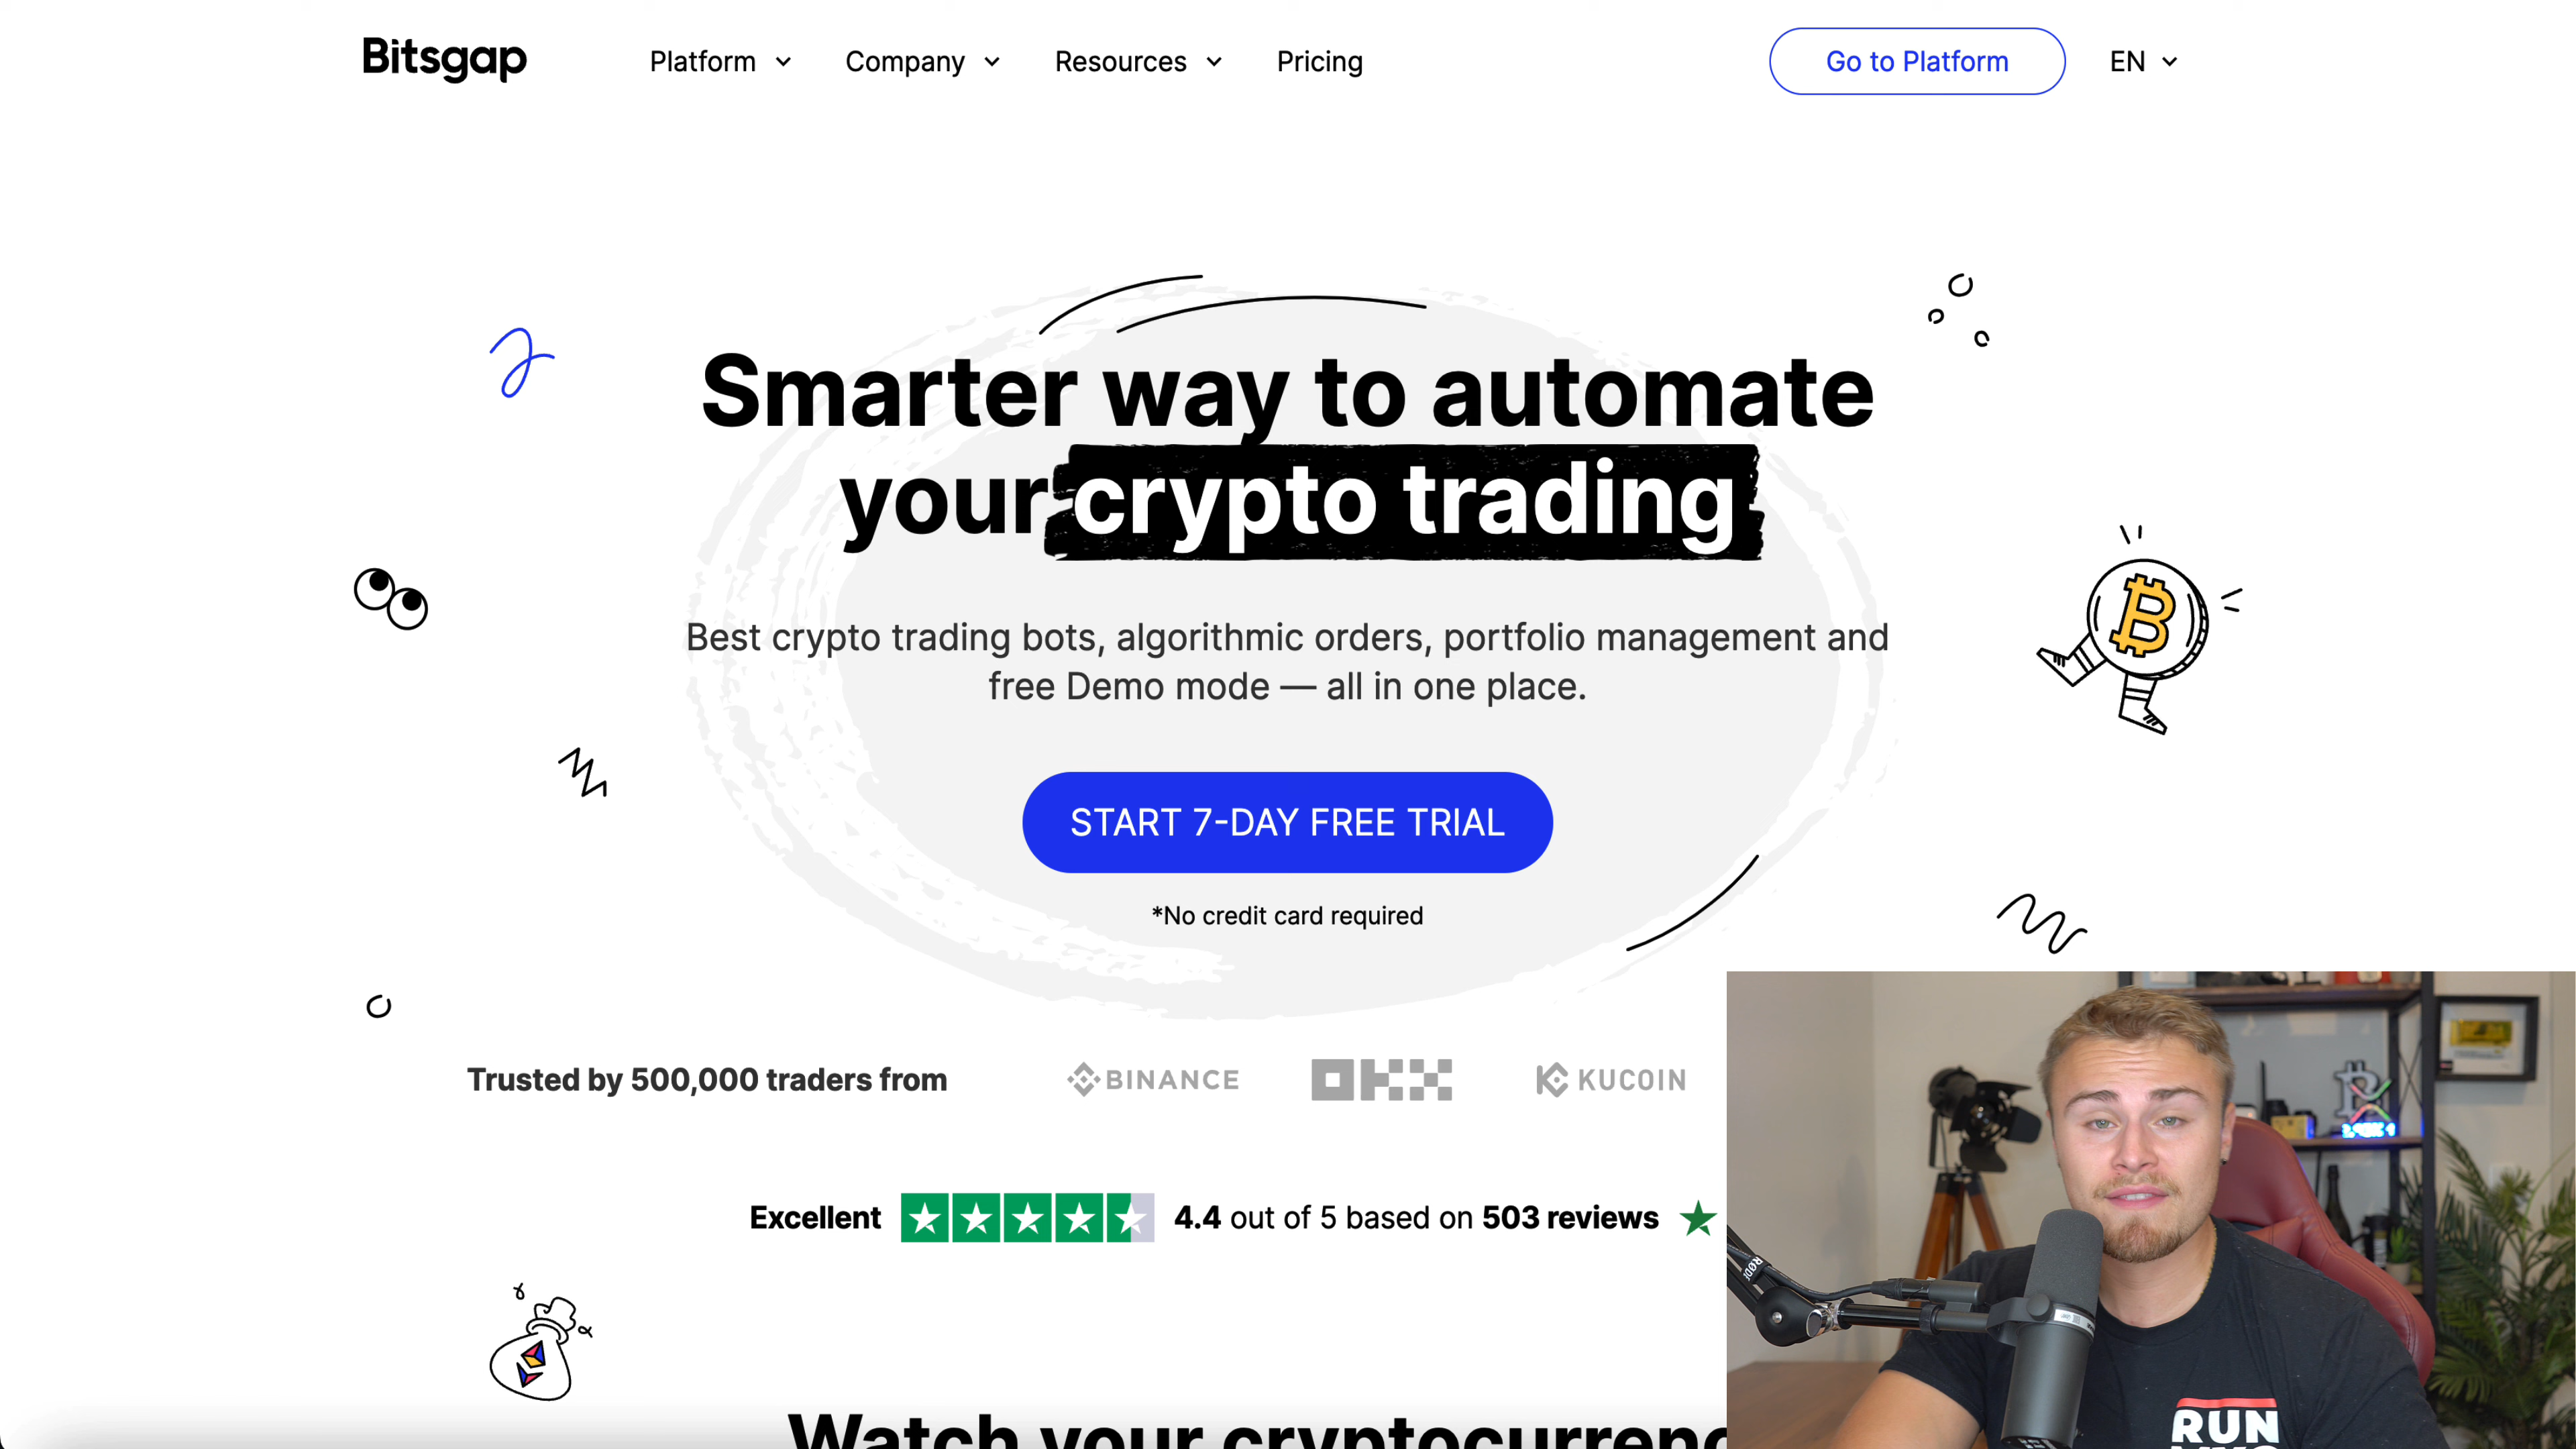 Bitsgap
Platform
Company
Resources
Pricing
Go to Platform
EN
Smarter way to automate
your crypto trading
Best crypto trading bots, algorithmic orders, portfolio management and
free Demo mode — all in one place.
START 7-DAY FREE TRIAL
*No credit card required
Trusted by 500,000 traders from
BINANCE
OKX
KUCOIN
Excellent
4.4 out of 5 based on 503 reviews
Watch your
RØDE
RUN